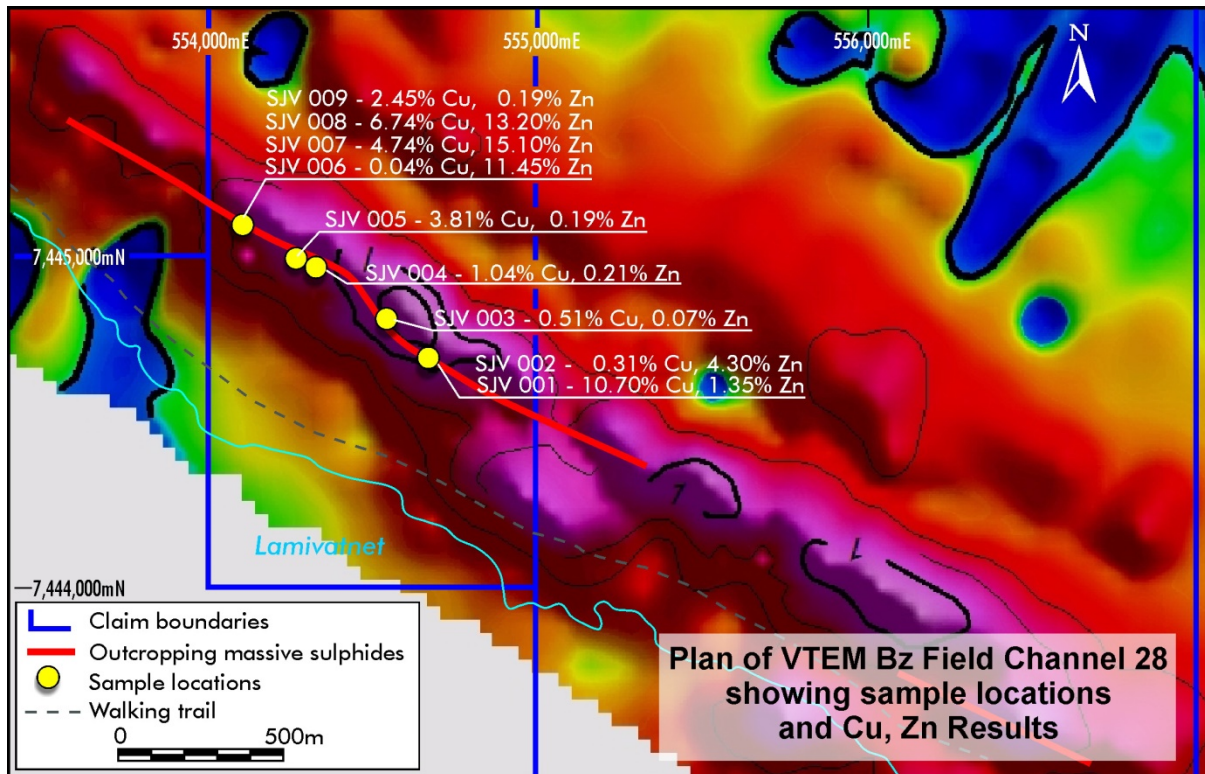 554,000mE
555,000mE
556,000mE
N
SJV 009 - 2.45% Cu, 0.19% Zn
SJV 008 - 6.74% Cu, 13.20% Zn
SJV 007 - 4.74% Cu, 15.10% Zn
SJV 006 - 0.04% Cu, 11.45% Zn
SJV 005 - 3.81% Cu, 0.19% Zn
7,445,000mN
SJV 004 - 1.04% Cu, 0.21% Zn
SJV 003 - 0.51% Cu, 0.07% Zn
SJV 002 - 0.31% Cu, 4.30% Zn
SJV 001 - 10.70% Cu, 1.35% Zn
Lamivatnet
7,444,000mN
Claim boundaries
Outcropping massive sulphides
Sample locations
Walking trail
0 500m
Plan of VTEM Bz Field Channel 28
showing sample locations
and Cu, Zn Results